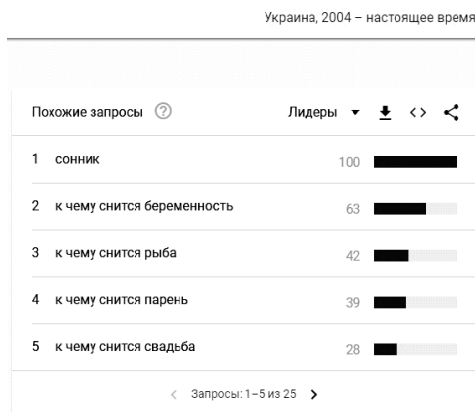 Украина, 2004 – настоящее время
Похожие запросы ?
Лидеры
1 сонник 100
2 к чему снится беременность 63
3 к чему снится рыба 42
4 к чему снится парень 39
5 к чему снится свадьба 28
Запросы: 1–5 из 25